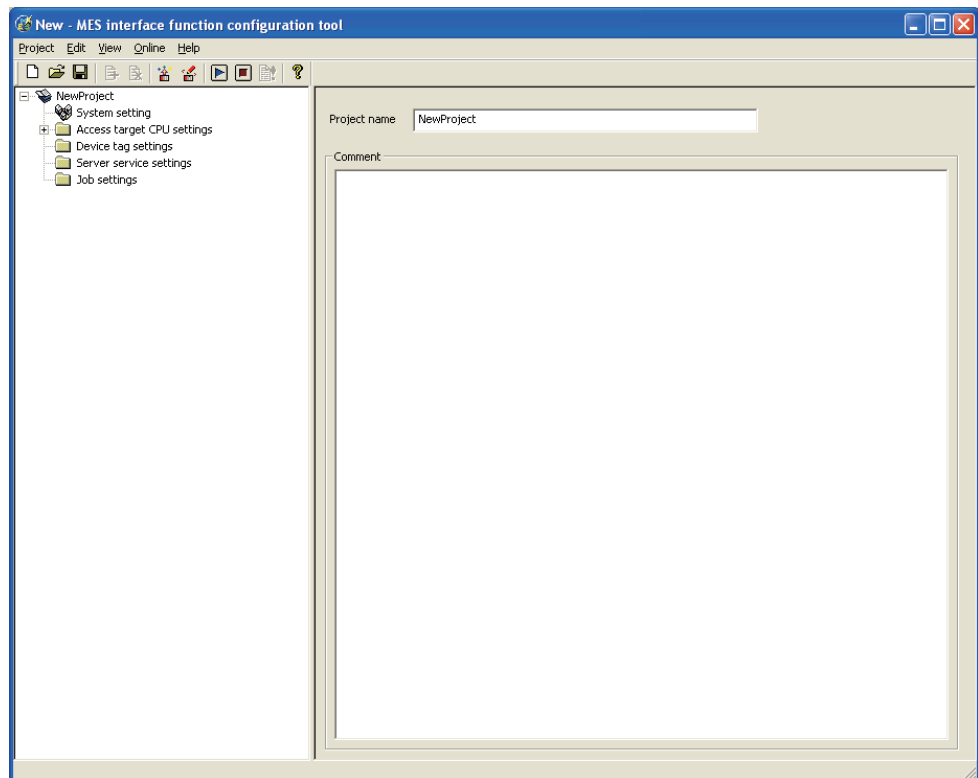 New - MES interface function configuration tool
Project Edit View Online Help
NewProject
System setting
Access target CPU settings
Device tag settings
Server service settings
Job settings
Project name NewProject
Comment